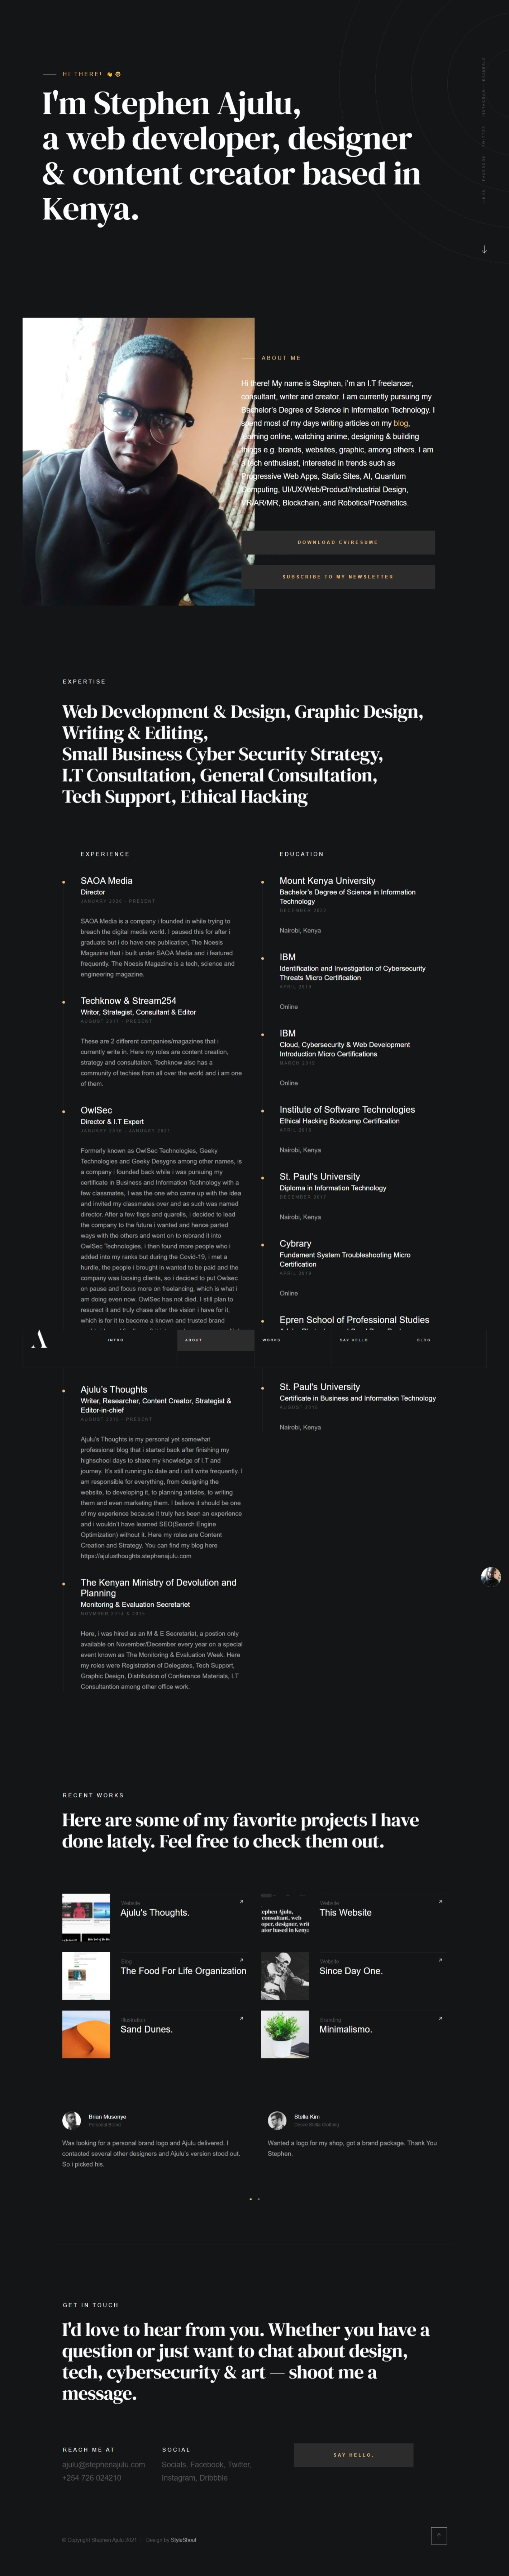 HI THERE! 👋
I'm Stephen Ajulu,
a web developer, designer
& content creator based in
Kenya.
ABOUT ME
Hi there! My name is Stephen, i'm an I.T freelancer,
consultant, writer and creator. I am currently pursuing my
Bachelor's Degree of Science in Information Technology. I
spend most of my days writing articles on my blog,
learning online, watching anime, designing & building
things e.g. brands, websites, graphic, among others. I am
a tech enthusiast, interested in trends such as
Progressive Web Apps, Static Sites, AI, Quantum
Computing, UI/UX/Web/Product/Industrial Design,
VR/AR/MR, Blockchain, and Robotics/Prosthetics.
DOWNLOAD CV/RESUME
SUBSCRIBE TO MY NEWSLETTER
EXPERTISE
Web Development & Design, Graphic Design,
Writing & Editing,
Small Business Cyber Security Strategy,
I.T Consultation, General Consultation,
Tech Support, Ethical Hacking
EXPERIENCE
SAOA Media
Director
JANUARY 2020 - PRESENT
SAOA Media is a company i founded in while trying to
breach the digital media world. I paused this for after i
graduate but i do have one publication, The Noesis
Magazine that i built under SAOA Media and i featured
frequently, The Noesis Magazine is a tech, science and
engineering magazine.
Techknow & Stream254
Writor, Strategist, Consultant & Editor
AUGUST 2017 - PRESENT
These are 2 different companies/magazines that i
currently write in. Here my roles are content creation,
strategy and consultation. Techknow also has a
community of techies from all over the world and i am one
of them.
OwlSec
Director & I.T Expert
JANUARY 2016 - JANUARY 2021
Formerly known as OwlSec Technologies, Geeky
Technologies and Geeky Desygns among other names, is
a company i founded back while i was pursuing my
certificate in Business and Information Technology with a
few classmates, I was the one who came up with the idea
and invited my classmates over and as such was named
director. After a few flops and quarells, i decided to lead
the company to the future i wanted and hence parted
ways with the others and went on to rebrand it into
OwlSec Technologies, i then found more people who i
added into my ranks but during the Covid-19, i met a
hurdle, the people i brought in wanted to be paid and the
company was loosing clients, so i decided to put Owlsec
on pause and focus more on freelancing, which is what i
am doing even now. OwlSec has not died. I still plan to
resurect it and truly chase after the vision i have for it,
which is for it to become a known and trusted brand
EDUCATION
Mount Kenya University
Bachelor's Degree of Science in Information
Technology
DECEMBER 2022
Nairobi, Kenya
IBM
Identification and Investigation of Cybersecurity
Threats Micro Certification
APRIL 2019
Online
IBM
Cloud, Cybersecurity & Web Development
Introduction Micro Certifications
MARCH 2019
Online
Institute of Software Technologies
Ethical Hacking Bootcamp Certification
APRIL 2018
Nairobi, Kenya
St. Paul's University
Diploma in Information Technology
DECEMBER 2017
Nairobi, Kenya
Cybrary
Fundament System Troubleshooting Micro
Certification
APRIL 2016
Online
Epren School of Professional Studies
INTRO
ABOUT
WORKS
SAY HELLO
BLOG
Ajulu's Thoughts
Writer, Researcher, Content Creator, Strategist &
Editor-in-chief
AUGUST 2015 - PRESENT
Ajulu's Thoughts is my personal yet somewhat
professional blog that i started back after finishing my
highschool days to share my knowledge of I.T and
journey. It's still running to date and i still write frequently. I
am responsible for everything, from designing the
website, to developing it, to planning articles, to writing
them and even marketing them. I believe it should be one
of my experience because it truly has been an experience
and i wouldn't have learned SEO(Search Engine
Optimization) without it. Here my roles are Content
Creation and Strategy. You can find my blog here
https://ajulusthoughts.stephenajulu.com
St. Paul's University
Certificate in Business and Information Technology
AUGUST 2015
Nairobi, Kenya
The Kenyan Ministry of Devolution and
Planning
Monitoring & Evaluation Secretariet
NOVMBER 2014 & 2015
Here, i was hired as an M & E Secretariat, a postion only
available on November/December every year on a special
event known as The Monitoring & Evaluation Week. Here
my roles were Registration of Delegates, Tech Support,
Graphic Design, Distribution of Conference Materials, I.T
Consultantion among other office work.
RECENT WORKS
Here are some of my favorite projects I have
done lately. Feel free to check them out.
Website
Ajulu's Thoughts.
Website
This Website
Blog
The Food For Life Organization
Website
Since Day One.
Illustration
Sand Dunes.
Branding
Minimalismo.
Brian Musonye
Personal Brand
Was looking for a personal brand logo and Ajulu delivered. I
contacted several other designers and Ajulu's version stood out.
So i picked his.
Stella Kim
Wanted a logo for my shop, got a brand package. Thank You
Stephen.
GET IN TOUCH
I'd love to hear from you. Whether you have a
question or just want to chat about design,
tech, cybersecurity & art — shoot me a
message.
REACH ME AT
ajulu@stephenajulu.com
+254 726 024210
SOCIAL
Socials, Facebook, Twitter,
Instagram, Dribbble
SAY HELLO.
© Copyright Stephen Ajulu 2021
Design by StyleShout